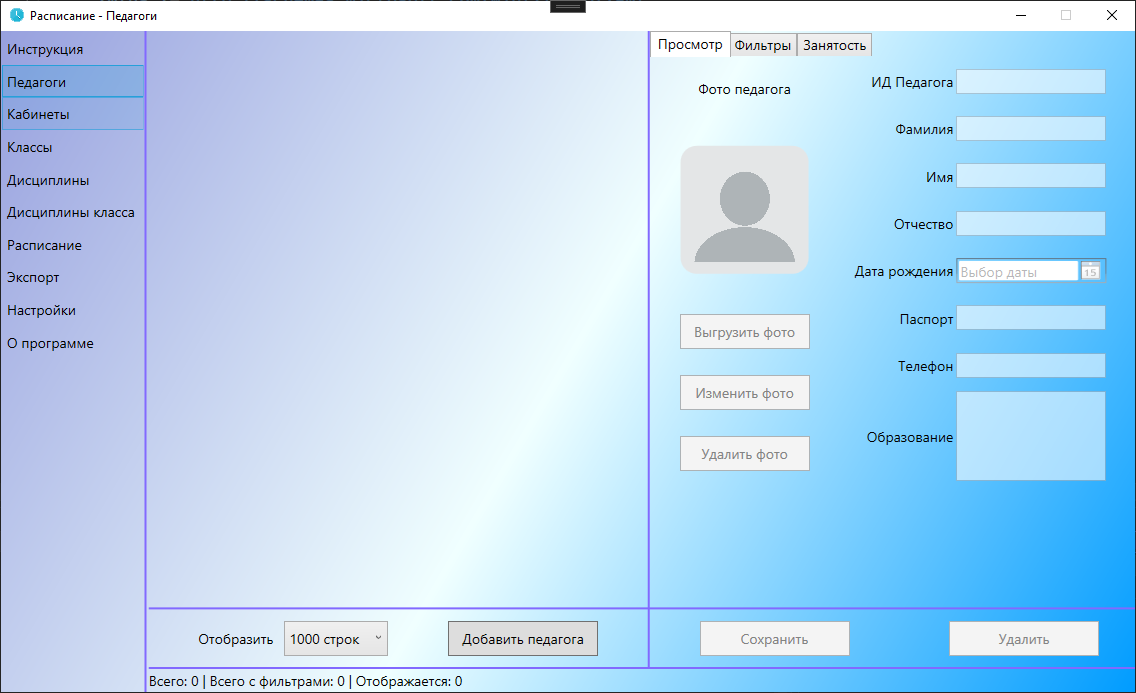 Расписание - Педагоги
Инструкция
Педагоги
Кабинеты
Классы
Дисциплины
Дисциплины класса
Расписание
Экспорт
Настройки
О программе
Просмотр
Фильтры
Занятость
Фото педагога
Выгрузить фото
Изменить фото
Удалить фото
ИД Педагога
Фамилия
Имя
Отчество
Дата рождения
Выбор даты
15
Паспорт
Телефон
Образование
Отобразить
1000 строк
Добавить педагога
Сохранить
Удалить
Всего: 0 | Всего с фильтрами: 0 | Отображается: 0